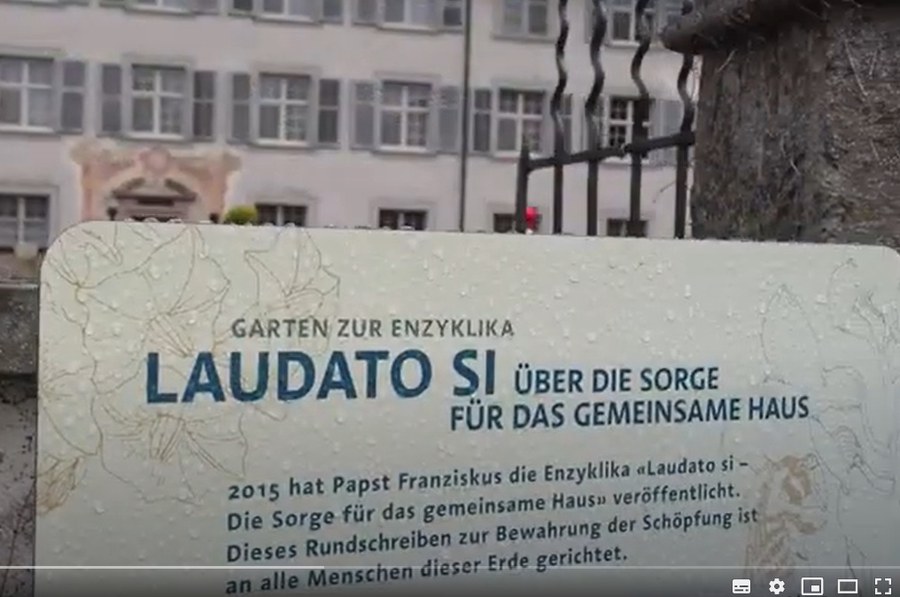 GARTEN ZUR ENZYKLIKA
LAUDATO SI ÜBER DIE SORGE
FÜR DAS GEMEINSAME HAUS
2015 hat Papst Franziskus die Enzyklika «Laudato si –
Die Sorge für das gemeinsame Haus» veröffentlicht.
Dieses Rundschreiben zur Bewahrung der Schöpfung ist
an alle Menschen dieser Erde gerichtet.